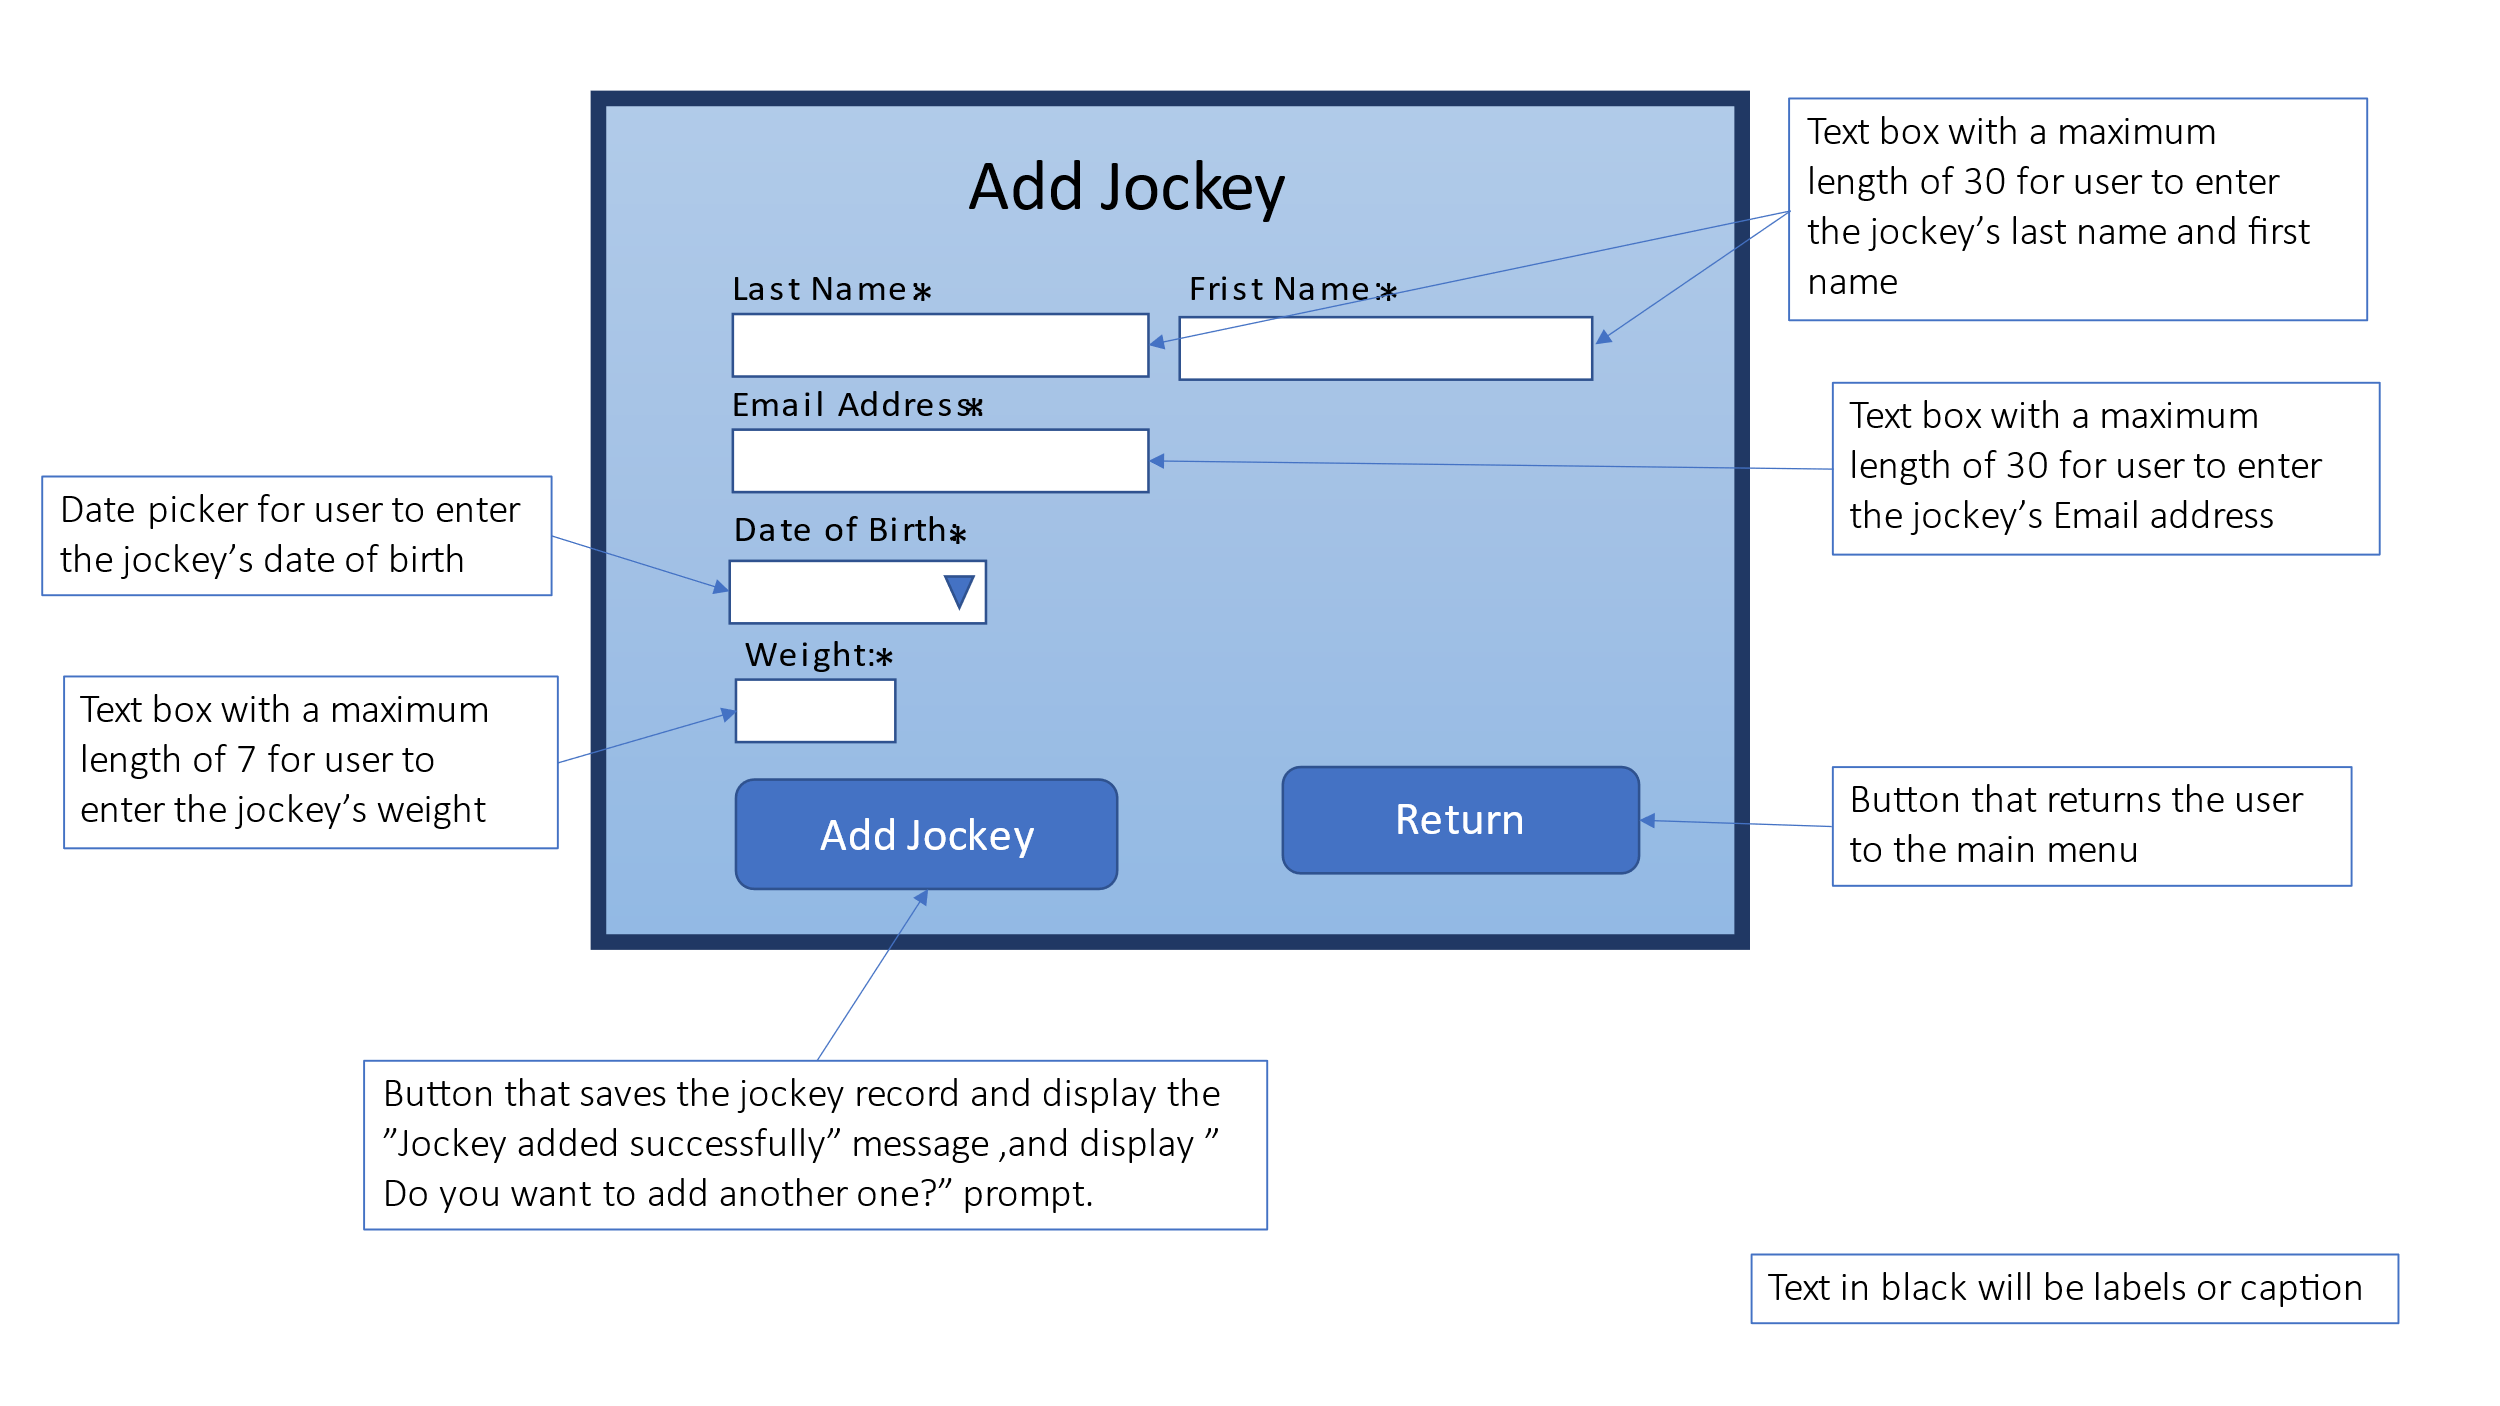 Add Jockey
Last Name:*
Frist Name:*
Email Address:*
Date of Birth:*
Weight:*
Add Jockey
Return
Text box with a maximum
length of 30 for user to enter
the jockey’s last name and first
name
Text box with a maximum
length of 30 for user to enter
the jockey’s Email address
Date picker for user to enter
the jockey’s date of birth
Text box with a maximum
length of 7 for user to
enter the jockey’s weight
Button that returns the user
to the main menu
Button that saves the jockey record and display the
”Jockey added successfully” message ,and display ”
Do you want to add another one?” prompt.
Text in black will be labels or caption